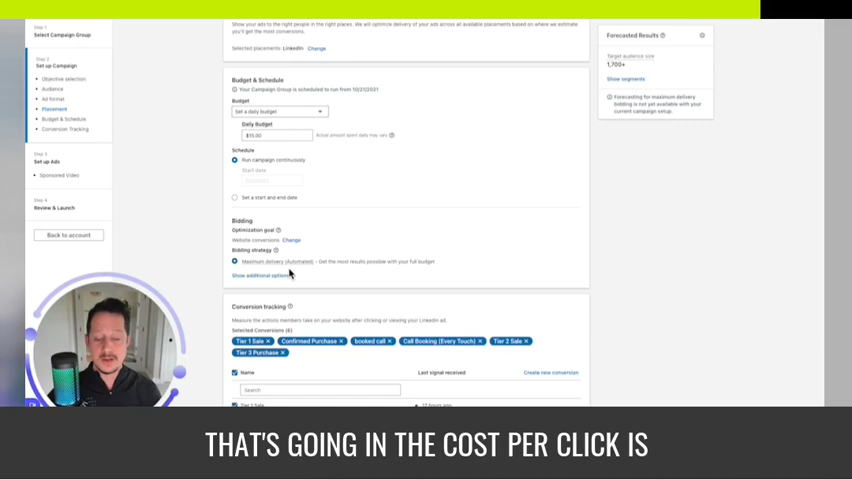 Step 1
Select Campaign Group
Step 2
Set up Campaign
Objective selection
Audience
Ad format
Placement
Budget & Schedule
Conversion Tracking
Step 3
Set up Ads
Sponsored Video
Step 4
Review & Launch
Back to account
Show your ads to the right people in the right places. We will optimize delivery of your ads across all available placements based on where we estimate
you'll get the most results.
Selected placements: LinkedIn Change
Budget & Schedule
Your Campaign Group is scheduled to run from 10/21/2021
Budget
Set a daily budget
Daily Budget
$15.00 Actual amount spent daily may vary
Schedule
Run campaign continuously
Start date
Set a start and end date
Bidding
Optimization goal
Website conversions Change
Bidding strategy
Maximum delivery (Automated) - Get the most results possible with your full budget
Show additional options
Conversion tracking
Measure the actions members take on your website after clicking or viewing your LinkedIn ad.
Selected Conversions (6)
Tier 1 Sale × Confirmed Purchase × booked call × Call Booking (Every Touch) × Tier 2 Sale ×
Tier 3 Purchase ×
Name Last signal received Create new conversion
Search
Tier 1 Sale 17 hours ago
Forecasted Results
Target audience size
1,700+
Show segments
Forecasting for maximum delivery
bidding is not yet available with your
current campaign setup.
THAT'S GOING IN THE COST PER CLICK IS